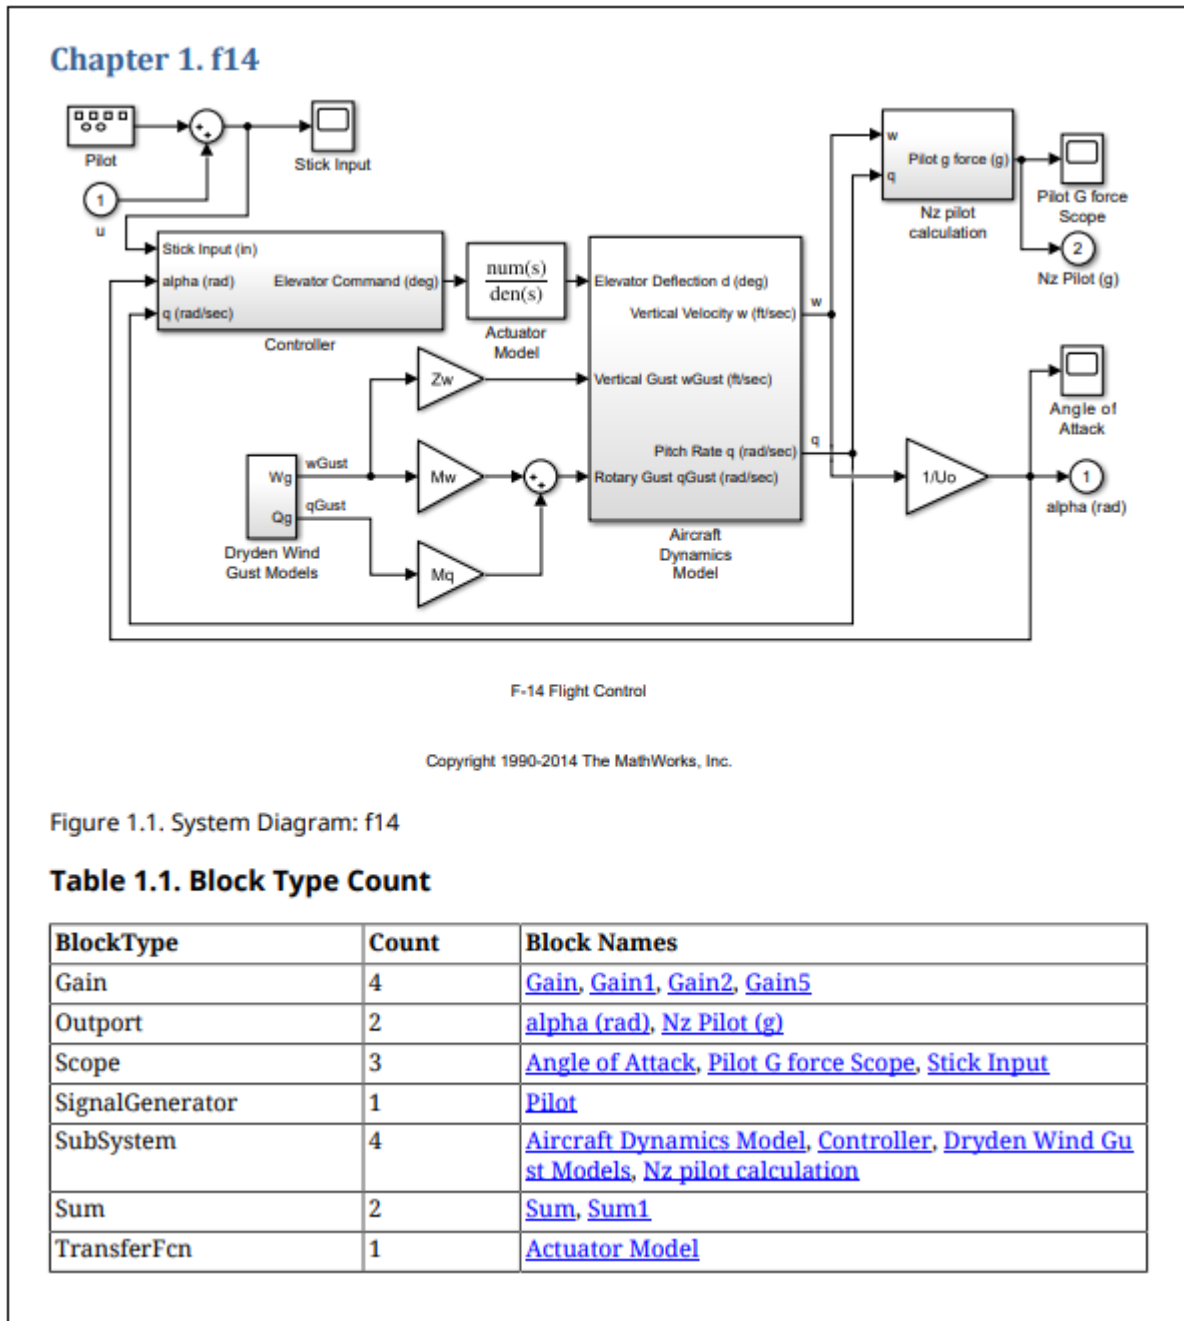 Chapter 1. f14
Pilot
Stick Input
1
u
Stick Input (in)
alpha (rad)
q (rad/sec)
Elevator Command (deg)
Controller
num(s)
den(s)
Actuator
Model
Elevator Deflection d (deg)
Vertical Velocity w (ft/sec)
Vertical Gust wGust (ft/sec)
Pitch Rate q (rad/sec)
Rotary Gust qGust (rad/sec)
Aircraft
Dynamics
Model
w
q
w
q
Pilot g force (g)
Nz pilot
calculation
Pilot G force
Scope
2
Nz Pilot (g)
Angle of
Attack
1/Uo
1
alpha (rad)
Zw
Mw
Mq
Wg
Qg
wGust
qGust
Dryden Wind
Gust Models
F-14 Flight Control
Copyright 1990-2014 The MathWorks, Inc.
Figure 1.1. System Diagram: f14
Table 1.1. Block Type Count
BlockType Count Block Names
Gain 4 Gain, Gain1, Gain2, Gain5
Outport 2 alpha (rad), Nz Pilot (g)
Scope 3 Angle of Attack, Pilot G force Scope, Stick Input
SignalGenerator 1 Pilot
SubSystem 4 Aircraft Dynamics Model, Controller, Dryden Wind Gu
st Models, Nz pilot calculation
Sum 2 Sum, Sum1
TransferFcn 1 Actuator Model